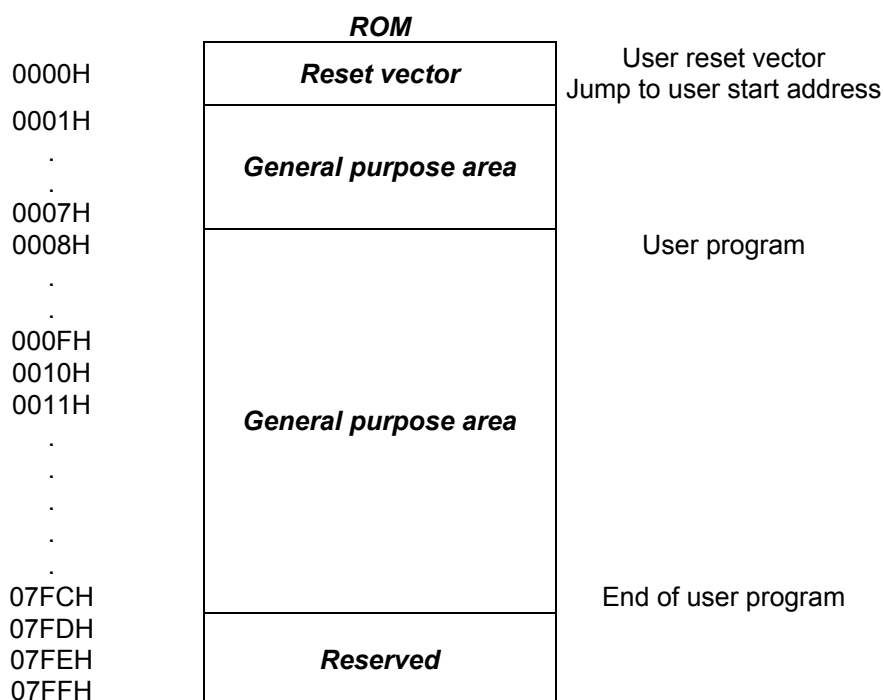 ROM
0000H Reset vector User reset vector
Jump to user start address
0001H
.
General purpose area
.
0007H
0008H User program
.
.
000FH
0010H
0011H
General purpose area
.
.
.
.
.
07FCH End of user program
07FDH
07FEH Reserved
07FFH